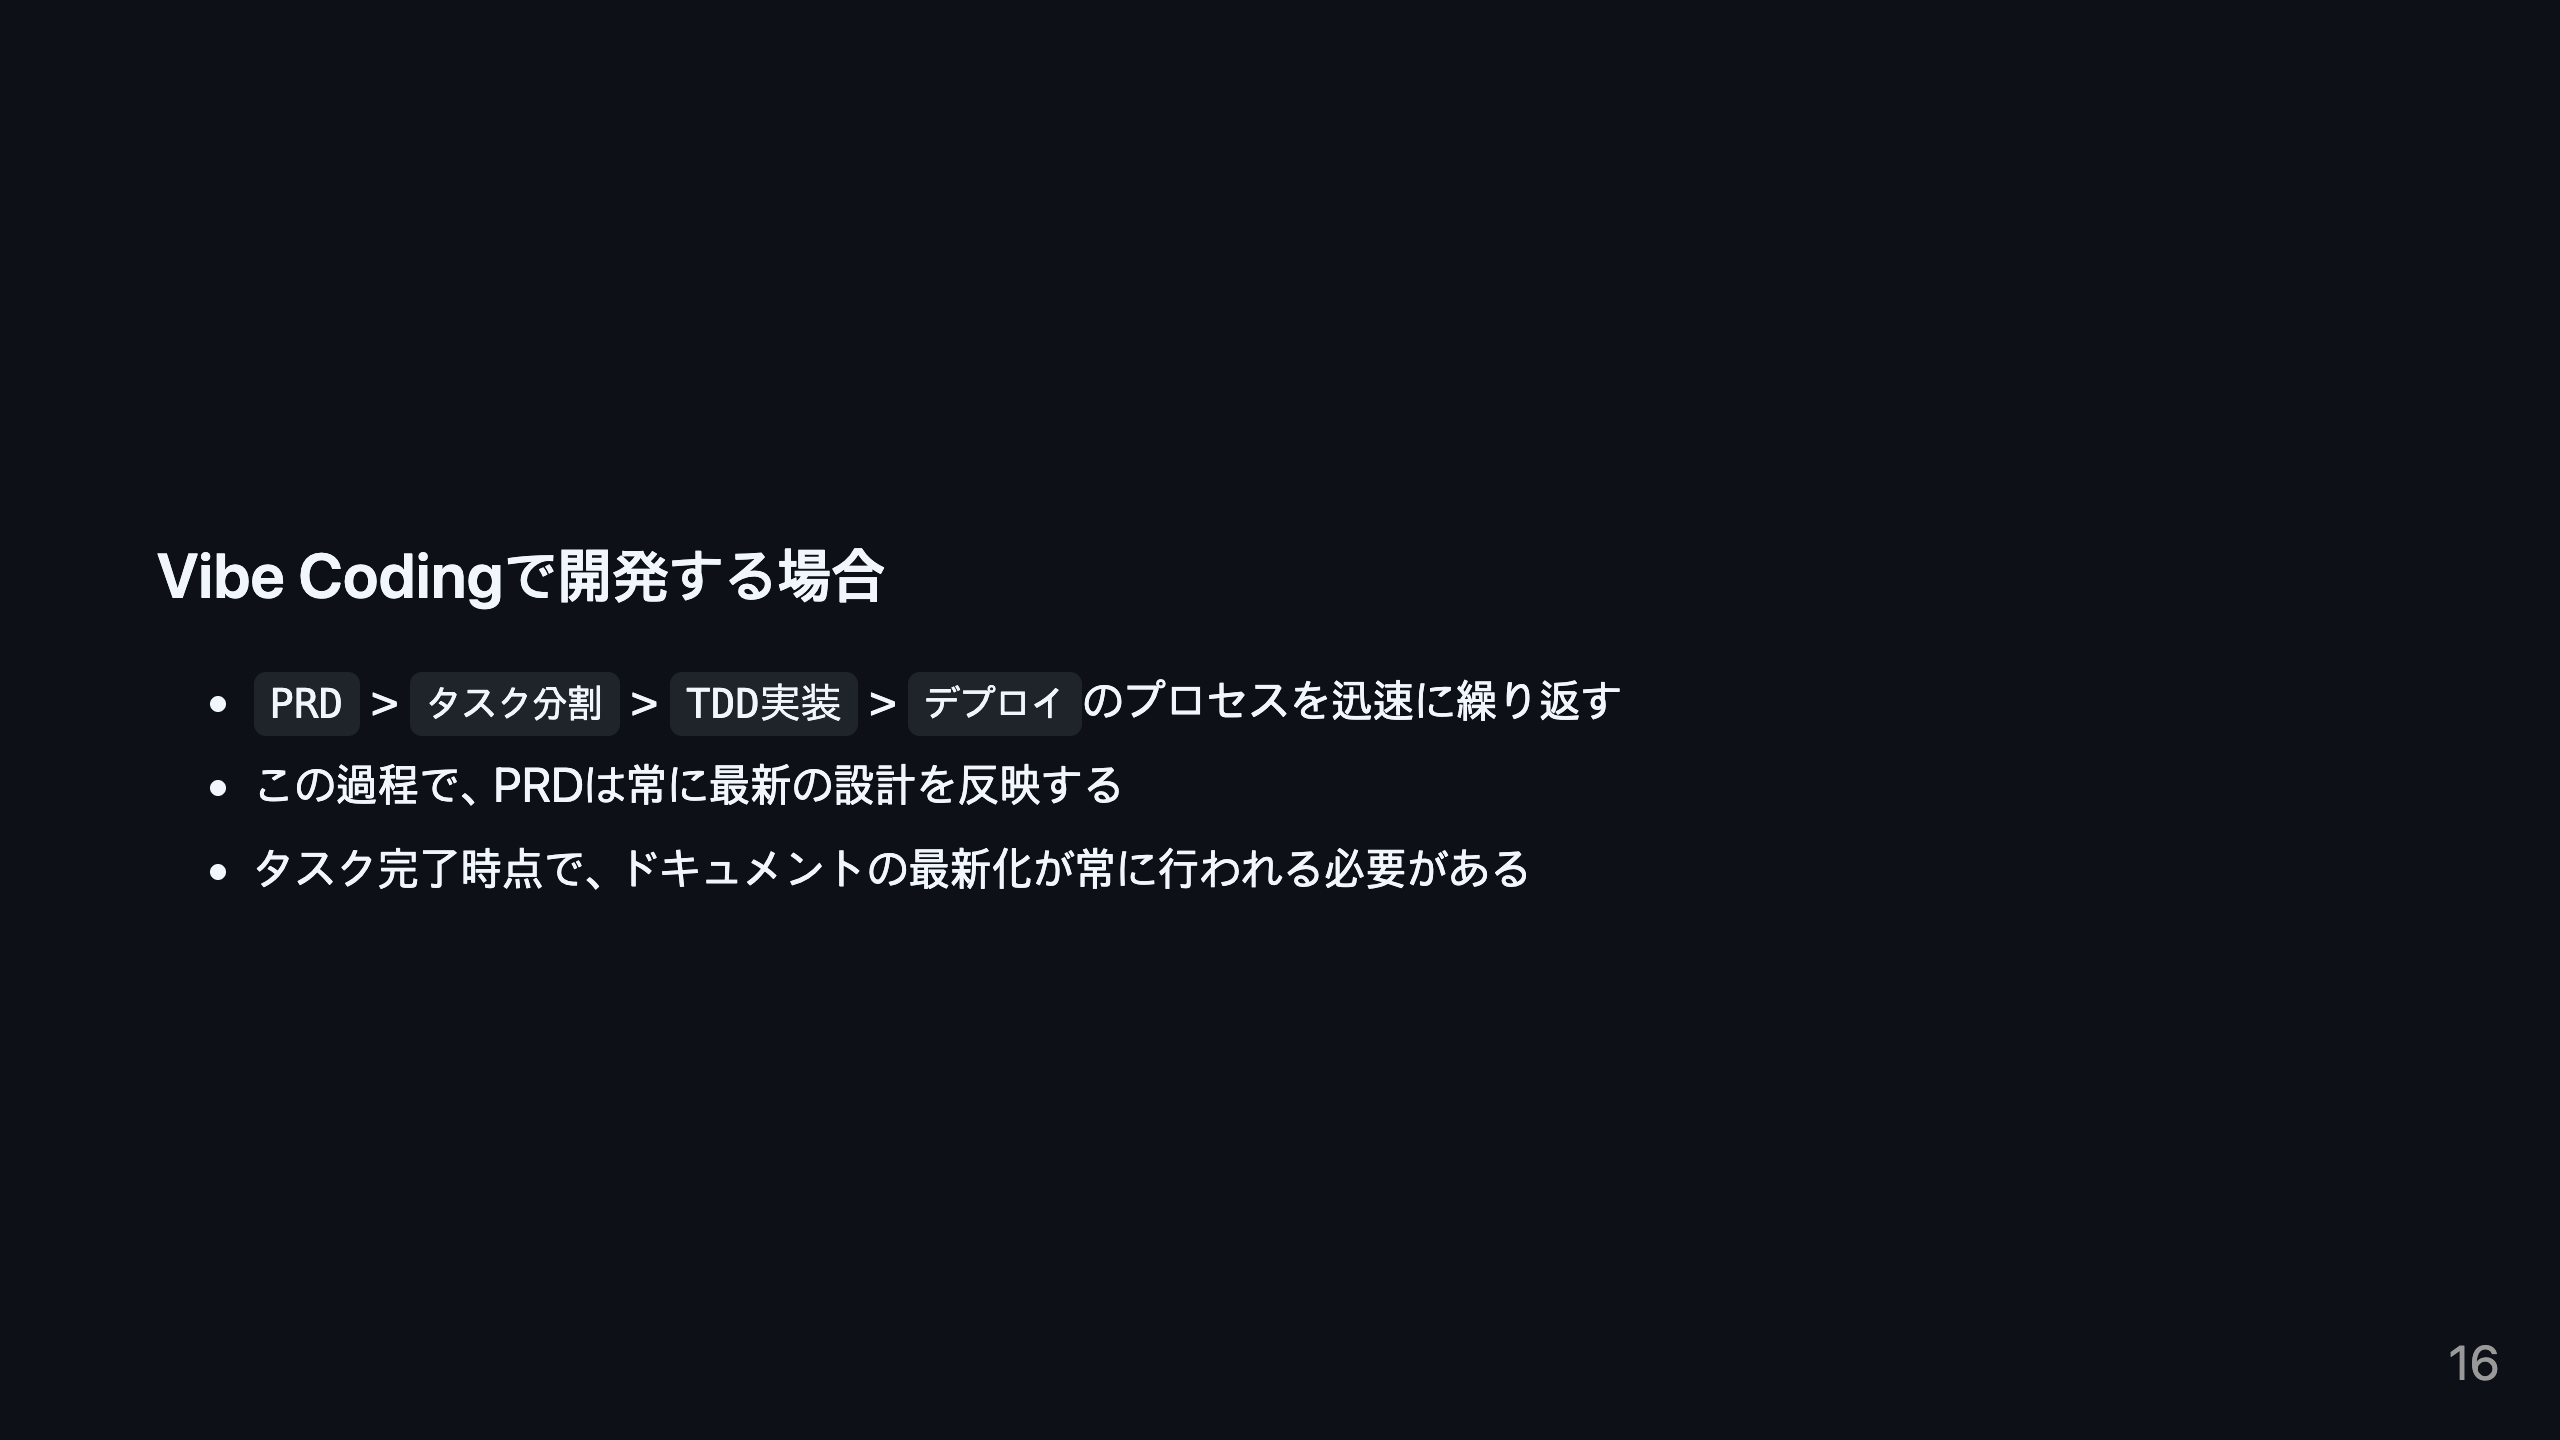 Vibe Codingで開発する場合
• PRD > タスク分割 > TDD実装 > デプロイのプロセスを迅速に繰り返す
• この過程で、PRDは常に最新の設計を反映する
• タスク完了時点で、ドキュメントの最新化が常に行われる必要がある
16